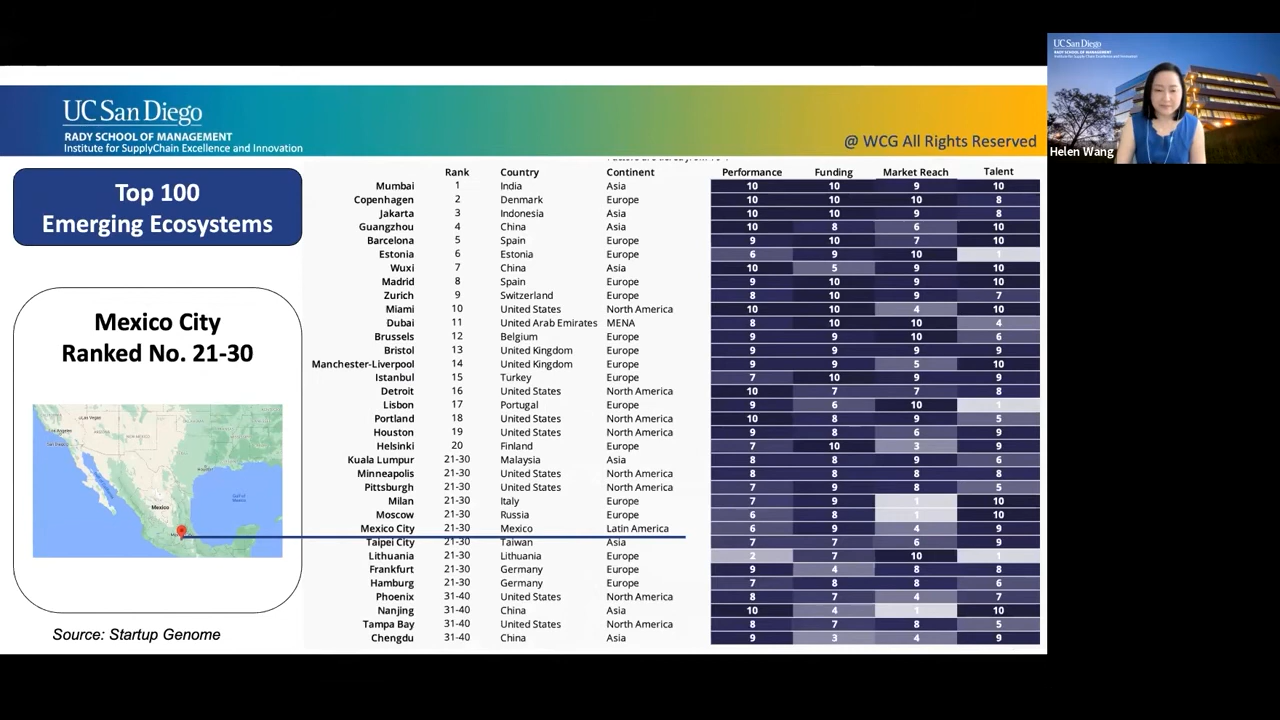 UC San Diego
RADY SCHOOL OF MANAGEMENT
Institute for SupplyChain Excellence and Innovation
@ WCG All Rights Reserved
UC San Diego
RADY SCHOOL OF MANAGEMENT
Institute for Supply Chain Excellence and Innovation
Helen Wang
Top 100
Emerging Ecosystems
Mexico City
Ranked No. 21-30
Mexico
Source: Startup Genome
Rank Country Continent Performance Funding Market Reach Talent
Mumbai 1 India Asia 10 10 9 10
Copenhagen 2 Denmark Europe 10 10 10 8
Jakarta 3 Indonesia Asia 10 10 9 8
Guangzhou 4 China Asia 10 8 6 10
Barcelona 5 Spain Europe 9 10 7 10
Estonia 6 Estonia Europe 6 9 10 1
Wuxi 7 China Asia 10 5 9 10
Madrid 8 Spain Europe 9 10 9 10
Zurich 9 Switzerland Europe 8 10 9 7
Miami 10 United States North America 10 10 4 10
Dubai 11 United Arab Emirates MENA 8 10 10 4
Brussels 12 Belgium Europe 9 9 10 6
Bristol 13 United Kingdom Europe 9 9 9 9
Manchester-Liverpool 14 United Kingdom Europe 9 9 5 10
Istanbul 15 Turkey Europe 7 10 9 9
Detroit 16 United States North America 10 7 7 8
Lisbon 17 Portugal Europe 9 6 10 1
Portland 18 United States North America 10 8 9 5
Houston 19 United States North America 9 8 6 9
Helsinki 20 Finland Europe 7 10 3 9
Kuala Lumpur 21-30 Malaysia Asia 8 8 9 6
Minneapolis 21-30 United States North America 8 8 8 8
Pittsburgh 21-30 United States North America 7 9 8 5
Milan 21-30 Italy Europe 7 9 1 10
Moscow 21-30 Russia Europe 6 8 1 10
Mexico City 21-30 Mexico Latin America 6 9 4 9
Taipei City 21-30 Taiwan Asia 7 7 6 9
Lithuania 21-30 Lithuania Europe 2 7 10 1
Frankfurt 21-30 Germany Europe 9 4 8 8
Hamburg 21-30 Germany Europe 7 8 8 6
Phoenix 31-40 United States North America 8 7 4 7
Nanjing 31-40 China Asia 10 4 1 10
Tampa Bay 31-40 United States North America 8 7 8 5
Chengdu 31-40 China Asia 9 3 4 9